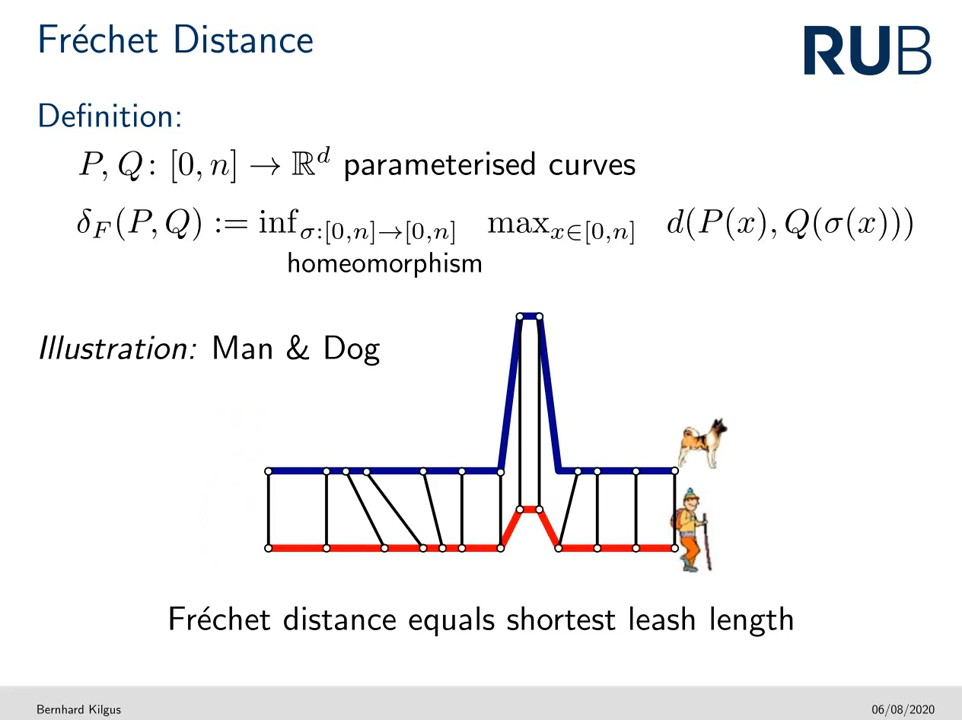 Fréchet Distance
RUB
Definition:
P, Q: [0, n] → ℝ^d parameterised curves
δ_F(P, Q) := inf_{σ:[0,n]→[0,n]} max_{x∈[0,n]} d(P(x), Q(σ(x)))
homeomorphism
Illustration: Man & Dog
Fréchet distance equals shortest leash length
Bernhard Kilgus
06/08/2020